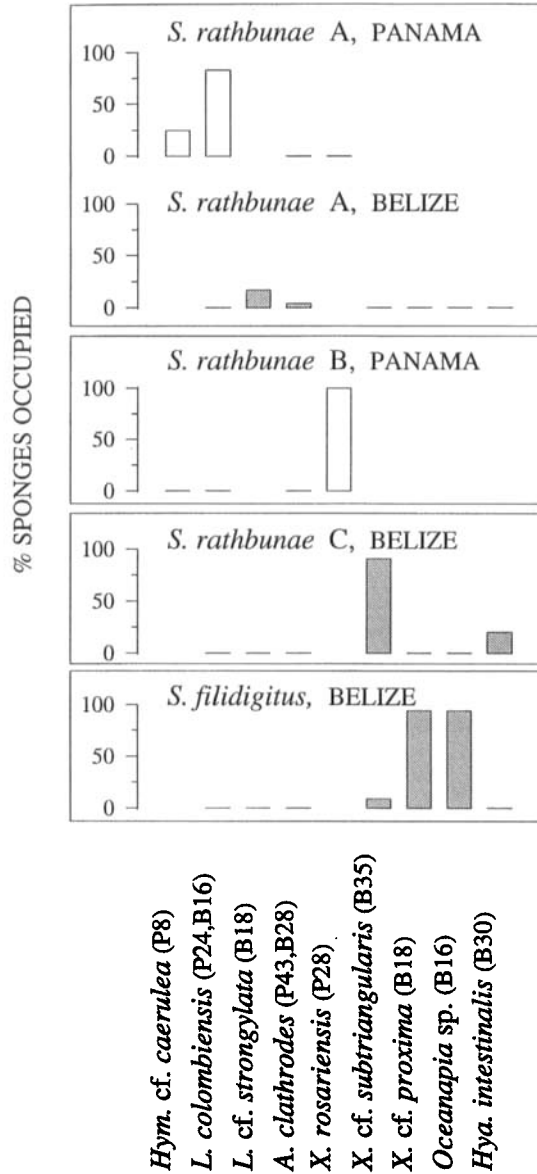 % SPONGES OCCUPIED
S. rathbunae A, PANAMA
100
50
0
S. rathbunae A, BELIZE
100
50
0
S. rathbunae B, PANAMA
100
50
0
S. rathbunae C, BELIZE
100
50
0
S. filidigitus, BELIZE
100
50
0
Hym. cf. caerulea (P8)
L. colombiensis (P24,B16)
L. cf. strongylata (B18)
A. clathrodes (P43,B28)
X. rosariensis (P28)
X. cf. subtriangularis (B35)
X. cf. proxima (B18)
Oceanapia sp. (B16)
Hya. intestinalis (B30)